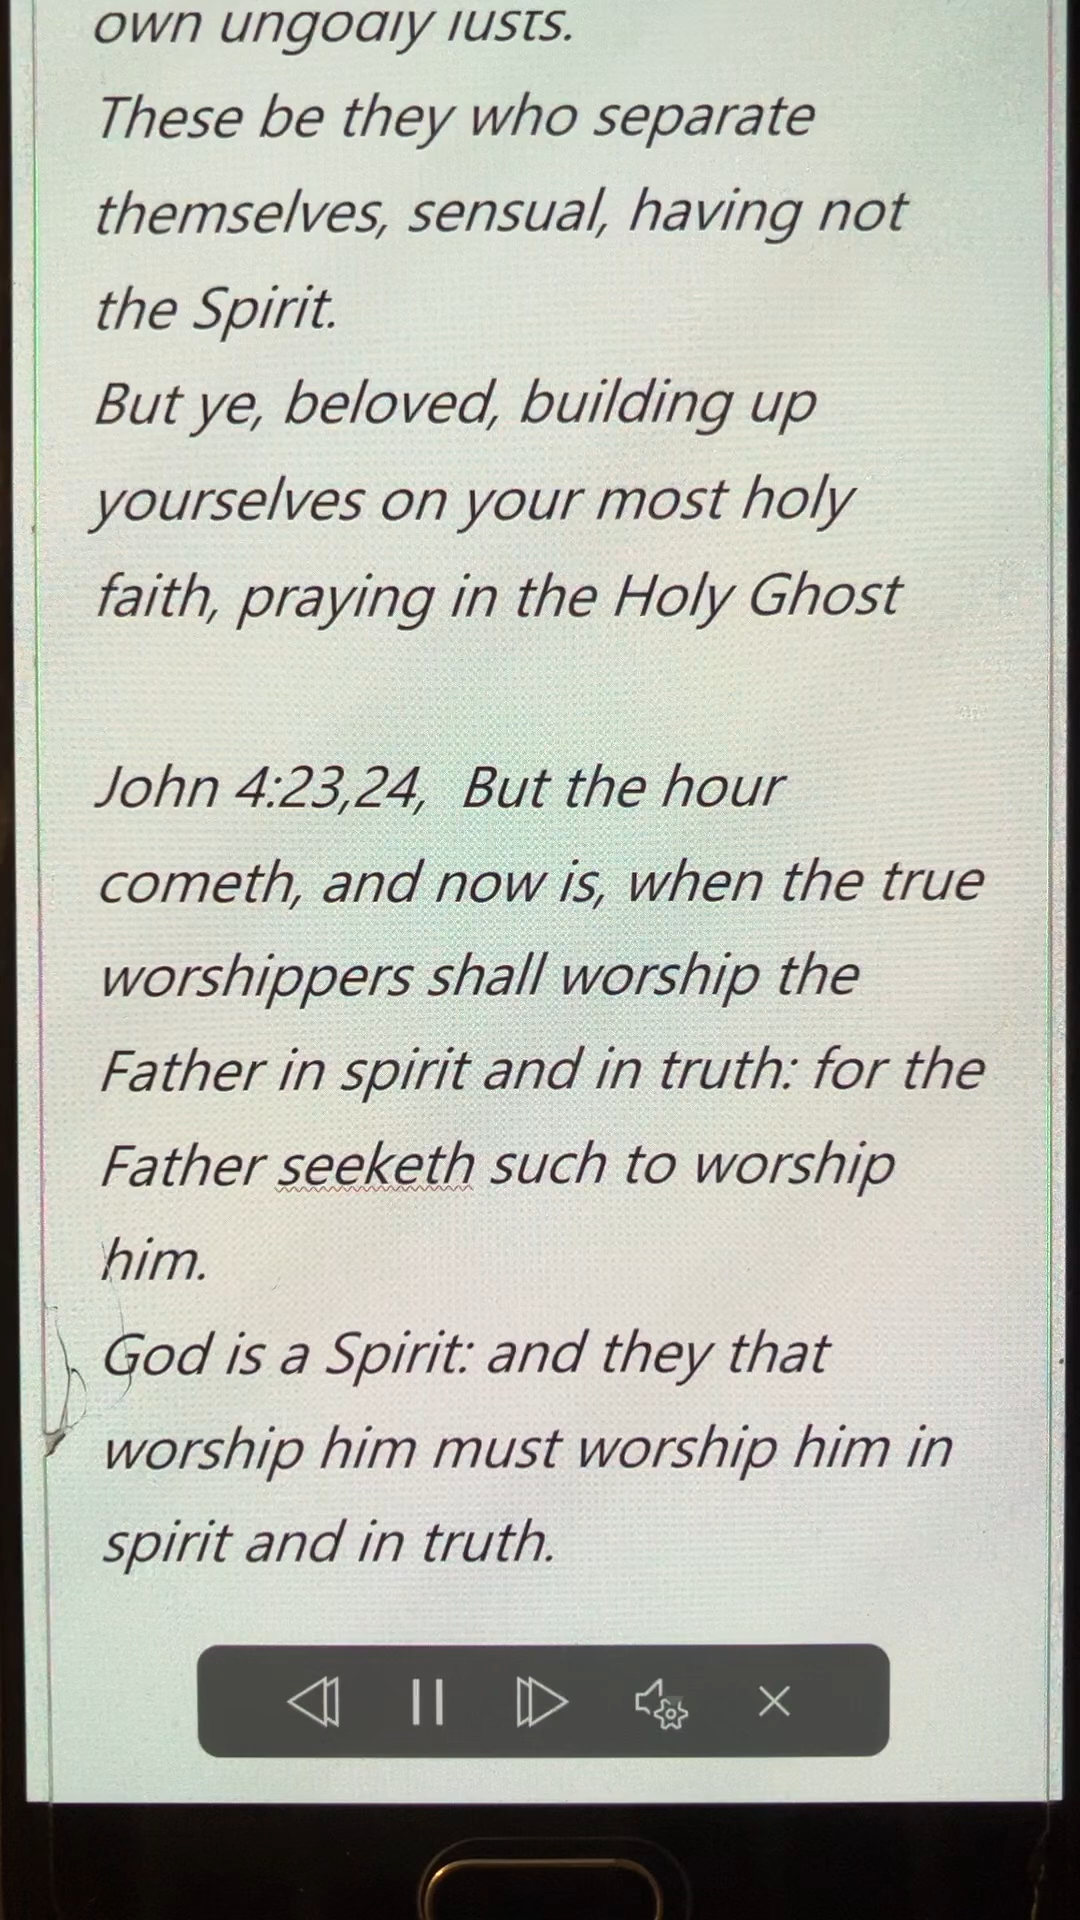 own ungodly lusts.
These be they who separate
themselves, sensual, having not
the Spirit.
But ye, beloved, building up
yourselves on your most holy
faith, praying in the Holy Ghost
John 4:23,24,  But the hour
cometh, and now is, when the true
worshippers shall worship the
Father in spirit and in truth: for the
Father seeketh such to worship
him.
God is a Spirit: and they that
worship him must worship him in
spirit and in truth.